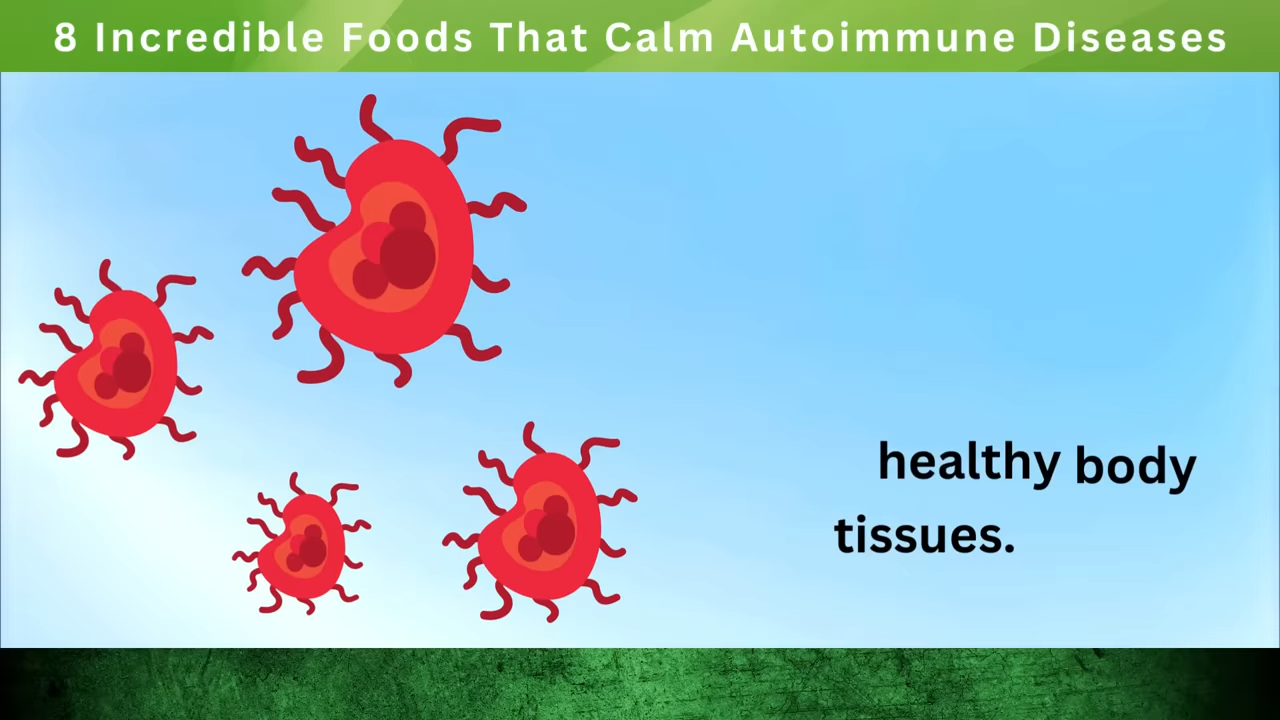 8 Incredible Foods That Calm Autoimmune Diseases
healthy body
tissues.